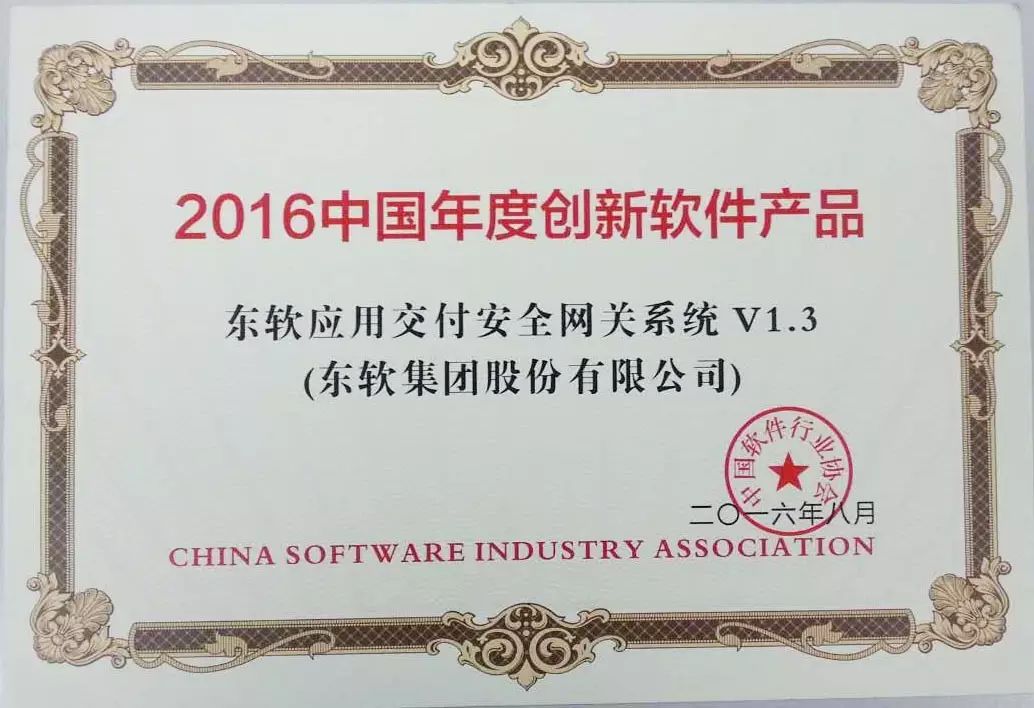 2016中国年度创新软件产品
东软应用交付安全网关系统 V1.3
(东软集团股份有限公司)
中国软件行业协会
二〇一六年八月
CHINA SOFTWARE INDUSTRY ASSOCIATION